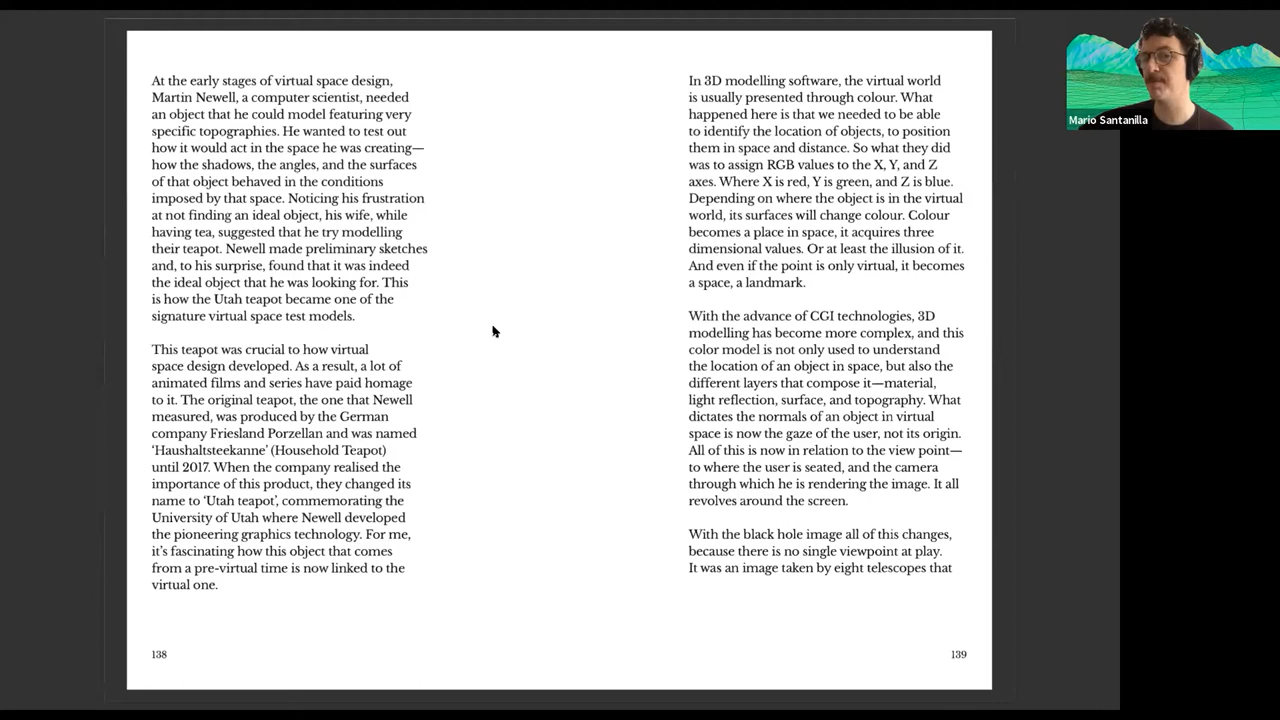 At the early stages of virtual space design,
Martin Newell, a computer scientist, needed
an object that he could model featuring very
specific topographies. He wanted to test out
how it would act in the space he was creating—
how the shadows, the angles, and the surfaces
of that object behaved in the conditions
imposed by that space. Noticing his frustration
at not finding an ideal object, his wife, while
having tea, suggested that he try modelling
their teapot. Newell made preliminary sketches
and, to his surprise, found that it was indeed
the ideal object that he was looking for. This
is how the Utah teapot became one of the
signature virtual space test models.
This teapot was crucial to how virtual
space design developed. As a result, a lot of
animated films and series have paid homage
to it. The original teapot, the one that Newell
measured, was produced by the German
company Friesland Porzellan and was named
‘Haushaltsteekanne’ (Household Teapot)
until 2017. When the company realised the
importance of this product, they changed its
name to ‘Utah teapot’, commemorating the
University of Utah where Newell developed
the pioneering graphics technology. For me,
it’s fascinating how this object that comes
from a pre-virtual time is now linked to the
virtual one.
138
In 3D modelling software, the virtual world
is usually presented through colour. What
happened here is that we needed to be able
to identify the location of objects, to position
them in space and distance. So what they did
was to assign RGB values to the X, Y, and Z
axes. Where X is red, Y is green, and Z is blue.
Depending on where the object is in the virtual
world, its surfaces will change colour. Colour
becomes a place in space, it acquires three
dimensional values. Or at least the illusion of it.
And even if the point is only virtual, it becomes
a space, a landmark.
With the advance of CGI technologies, 3D
modelling has become more complex, and this
color model is not only used to understand
the location of an object in space, but also the
different layers that compose it—material,
light reflection, surface, and topography. What
dictates the normals of an object in virtual
space is now the gaze of the user, not its origin.
All of this is now in relation to the view point—
to where the user is seated, and the camera
through which he is rendering the image. It all
revolves around the screen.
With the black hole image all of this changes,
because there is no single viewpoint at play.
It was an image taken by eight telescopes that
139
Mario Santanilla